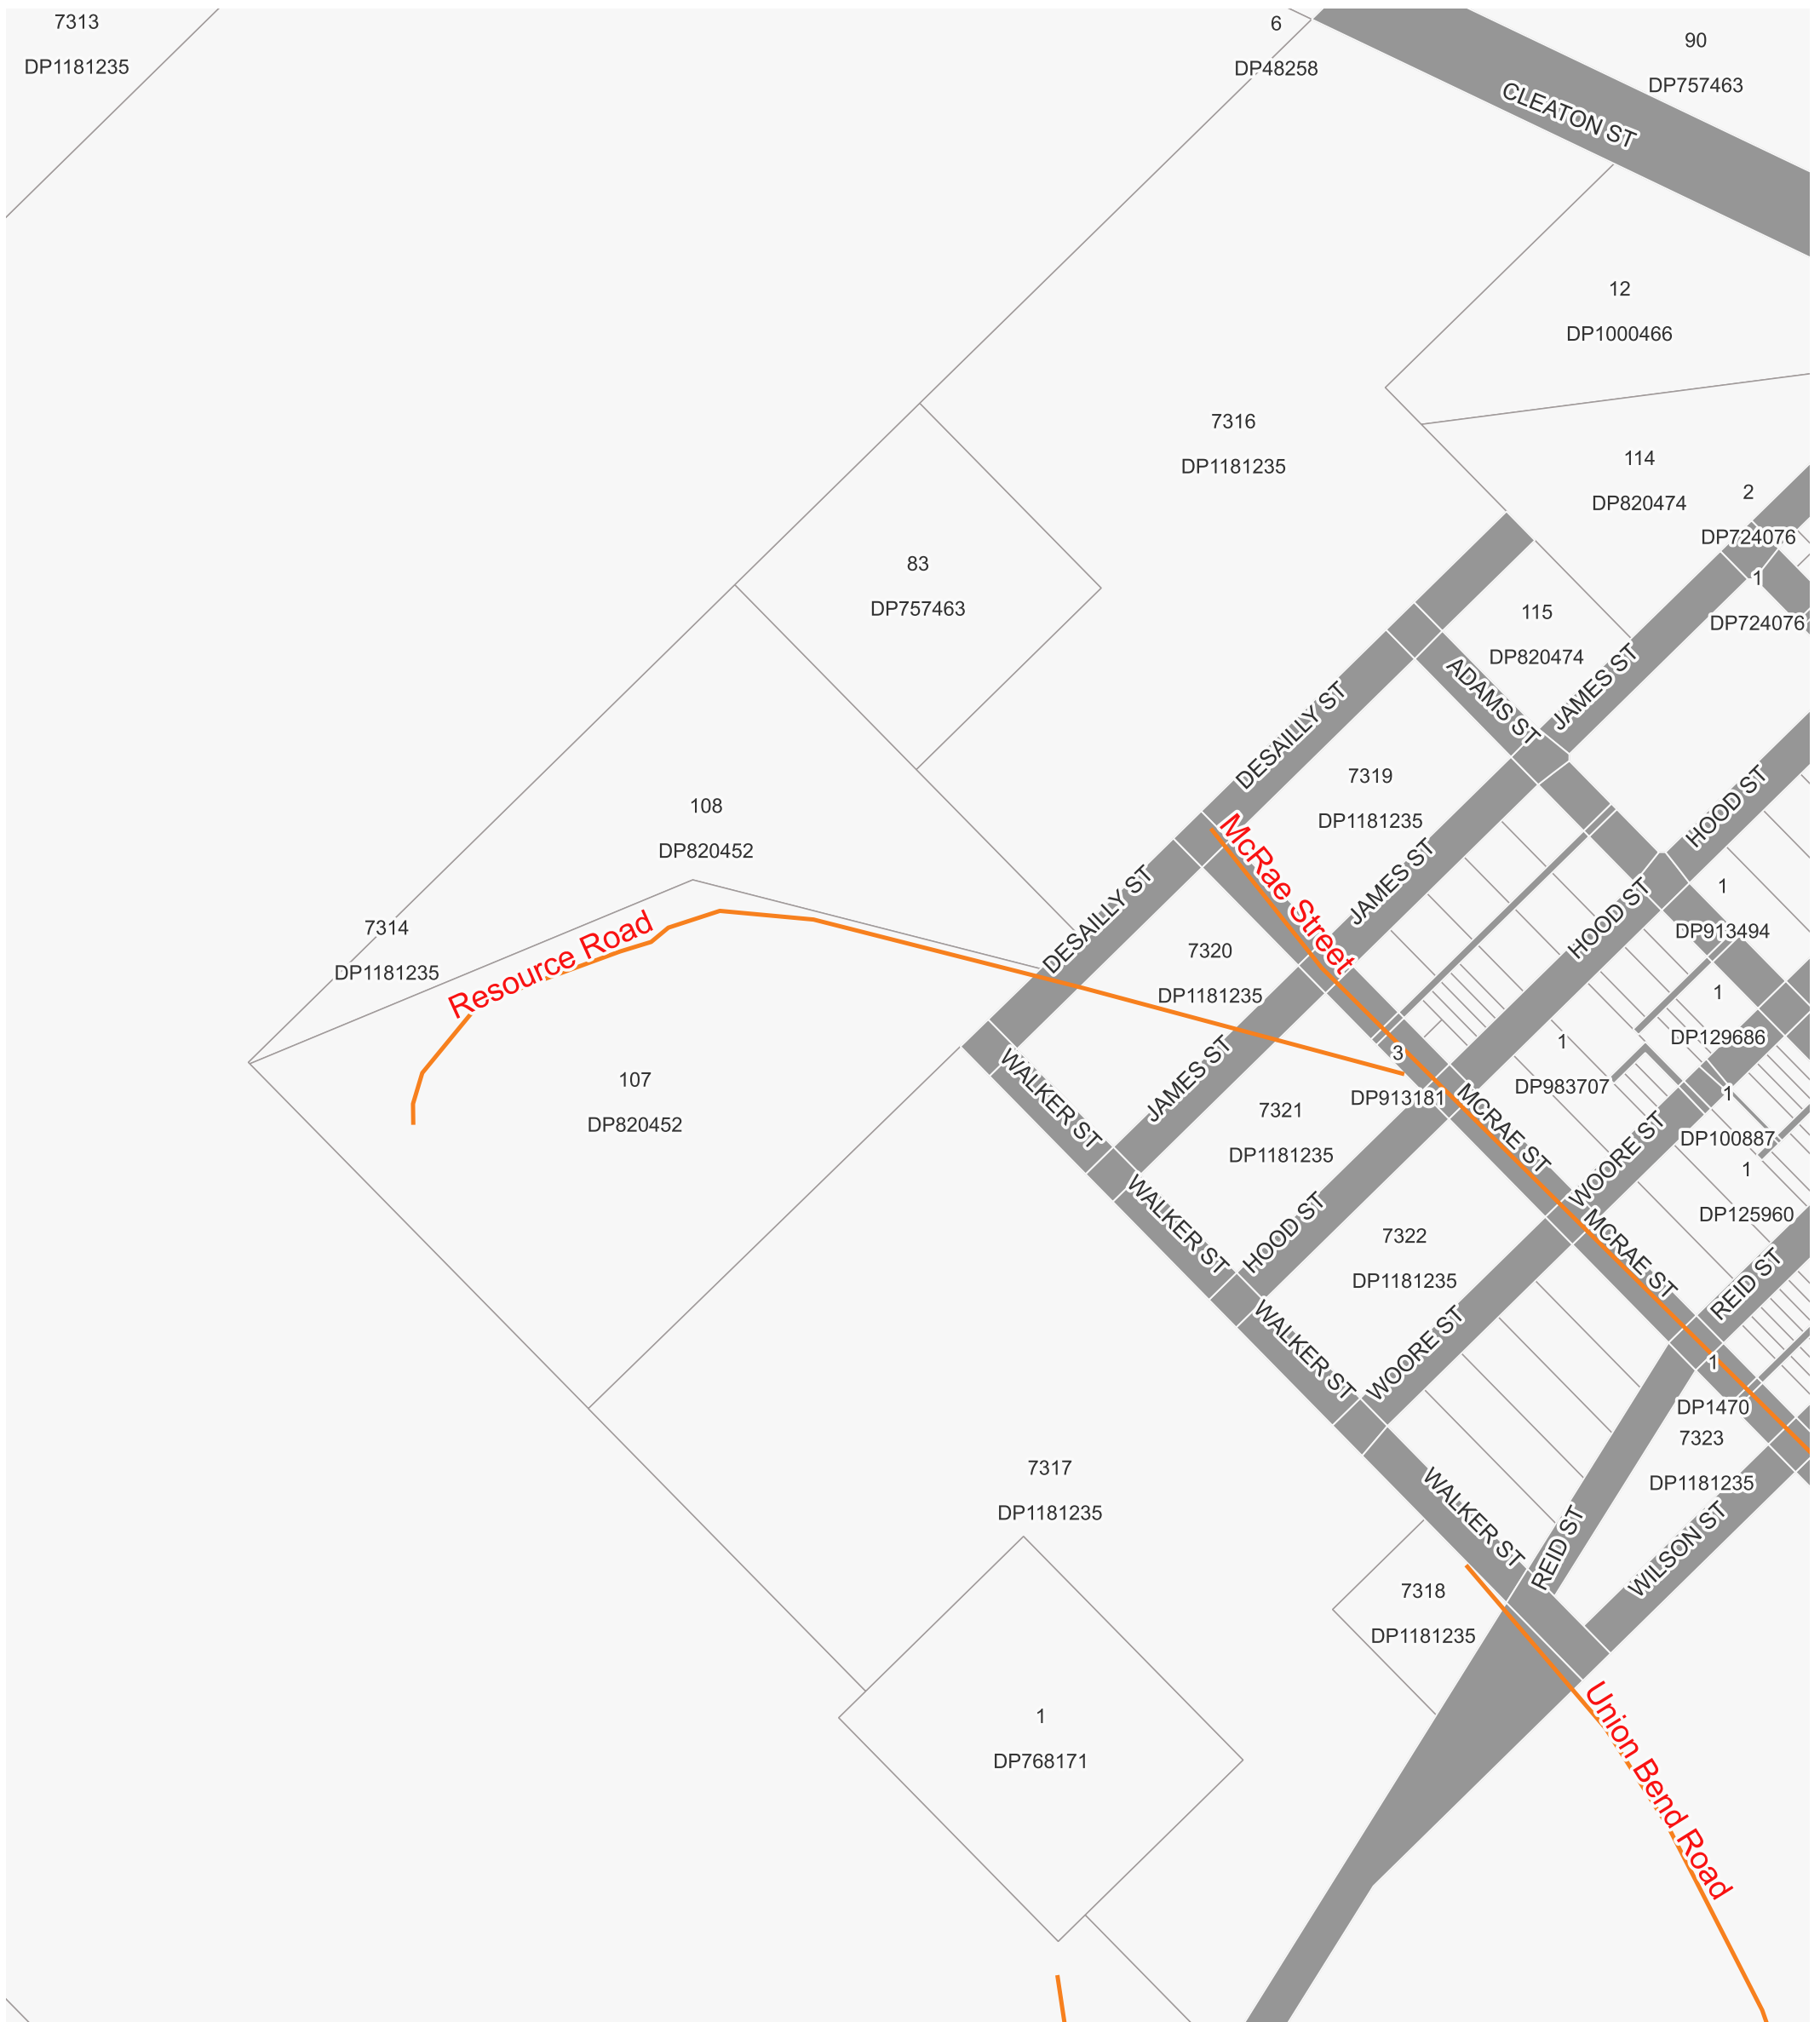 7313
DP1181235
6
DP48258
90
DP757463
CLEATON ST
12
DP1000466
7316
DP1181235
114
DP820474
2
DP724076
1
DP724076
83
DP757463
115
DP820474
ADAMS ST
JAMES ST
DESAILLY ST
7319
DP1181235
HOOD ST
108
DP820452
McRae Street
JAMES ST
DESAILLY ST
HOOD ST
1
DP913494
7314
DP1181235
Resource Road
7320
DP1181235
1
DP129686
3
DP913181
1
DP983707
107
DP820452
WALKER ST
JAMES ST
7321
DP1181235
MCRAE ST
WOORE ST
1
DP100887
1
DP125960
WALKER ST
HOOD ST
7322
DP1181235
MCRAE ST
REID ST
WALKER ST
WOORE ST
1
DP1470
7323
DP1181235
7317
DP1181235
WALKER ST
REID ST
WILSON ST
7318
DP1181235
1
DP768171
Union Bend Road